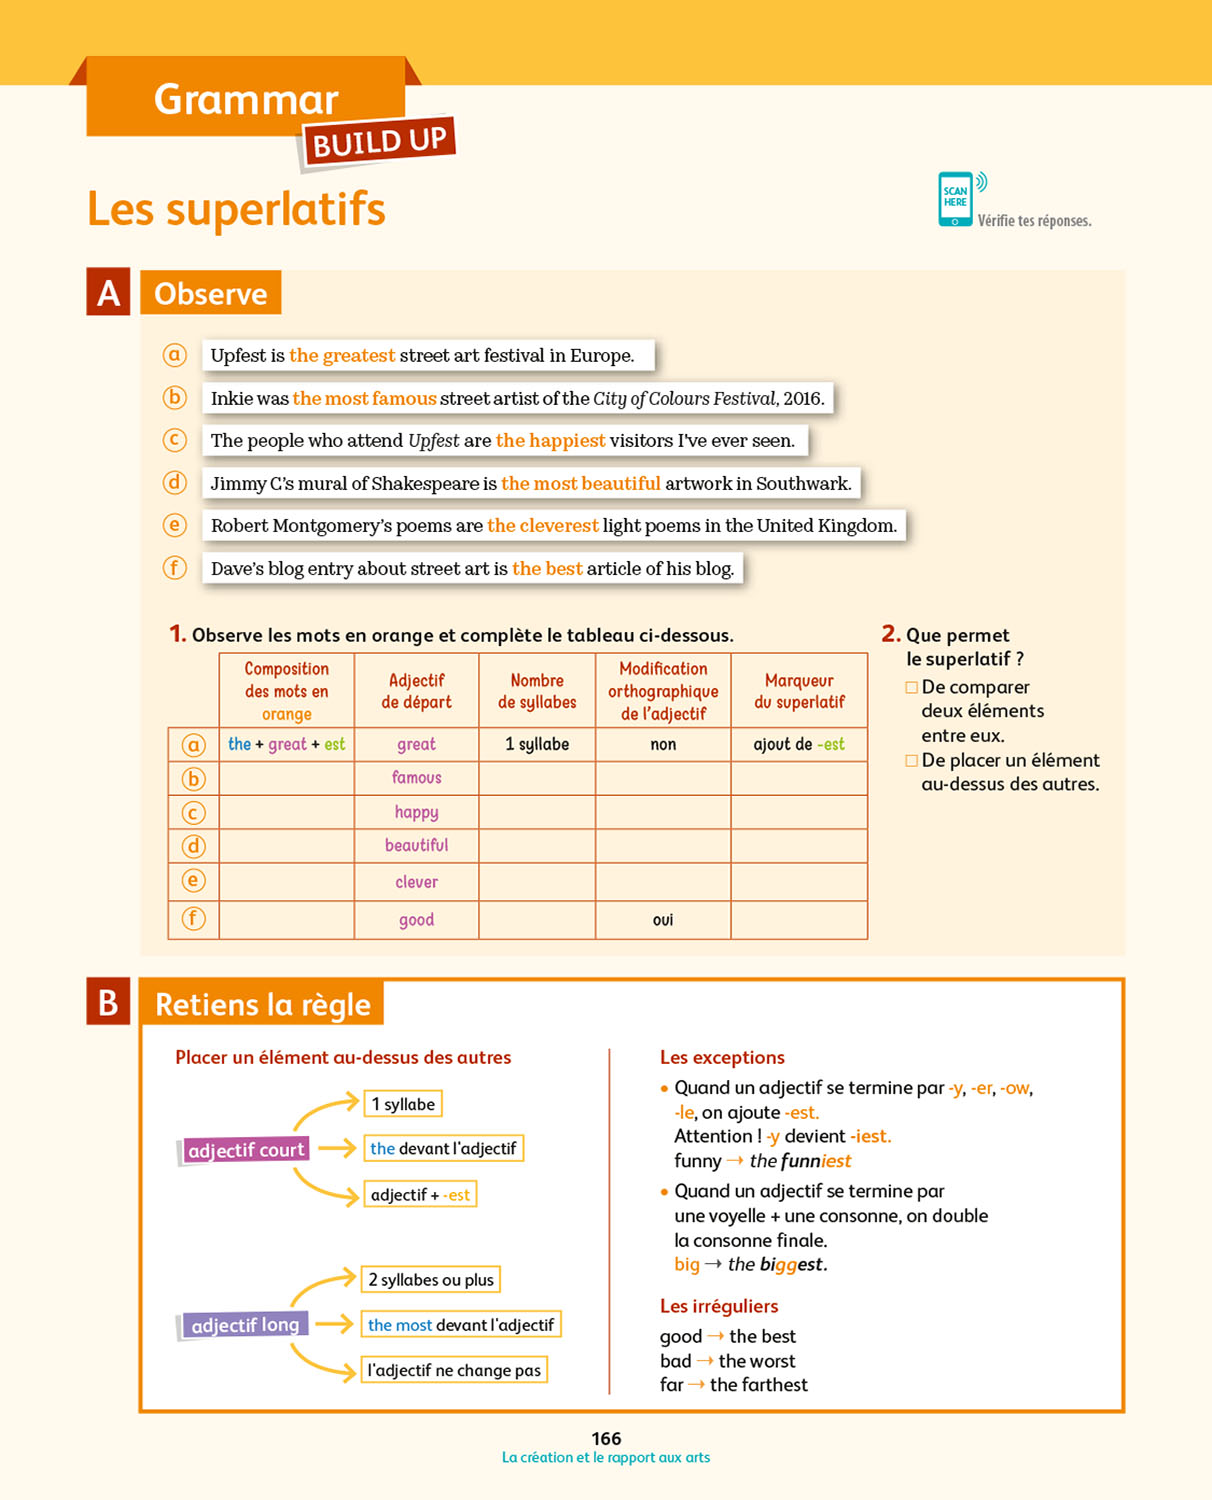 Grammar
BUILD UP
Les superlatifs
SCAN
HERE
Vérifie tes réponses.
A Observe
a Upfest is the greatest street art festival in Europe.
b Inkie was the most famous street artist of the City of Colours Festival, 2016.
c The people who attend Upfest are the happiest visitors I've ever seen.
d Jimmy C's mural of Shakespeare is the most beautiful artwork in Southwark.
e Robert Montgomery's poems are the cleverest light poems in the United Kingdom.
f Dave's blog entry about street art is the best article of his blog.
1. Observe les mots en orange et complète le tableau ci-dessous.
Composition
des mots en
orange
Adjectif
de départ
Nombre
de syllabes
Modification
orthographique
de l'adjectif
Marqueur
du superlatif
a the + great + est great 1 syllabe non ajout de -est
b famous
c happy
d beautiful
e clever
f good oui
2. Que permet
le superlatif ?
De comparer
deux éléments
entre eux.
De placer un élément
au-dessus des autres.
B Retiens la règle
Placer un élément au-dessus des autres
adjectif court
1 syllabe
the devant l'adjectif
adjectif + -est
adjectif long
2 syllabes ou plus
the most devant l'adjectif
l'adjectif ne change pas
Les exceptions
• Quand un adjectif se termine par -y, -er, -ow,
-le, on ajoute -est.
Attention ! -y devient -iest.
funny → the funniest
• Quand un adjectif se termine par
une voyelle + une consonne, on double
la consonne finale.
big → the biggest.
Les irréguliers
good → the best
bad → the worst
far → the farthest
166
La création et le rapport aux arts